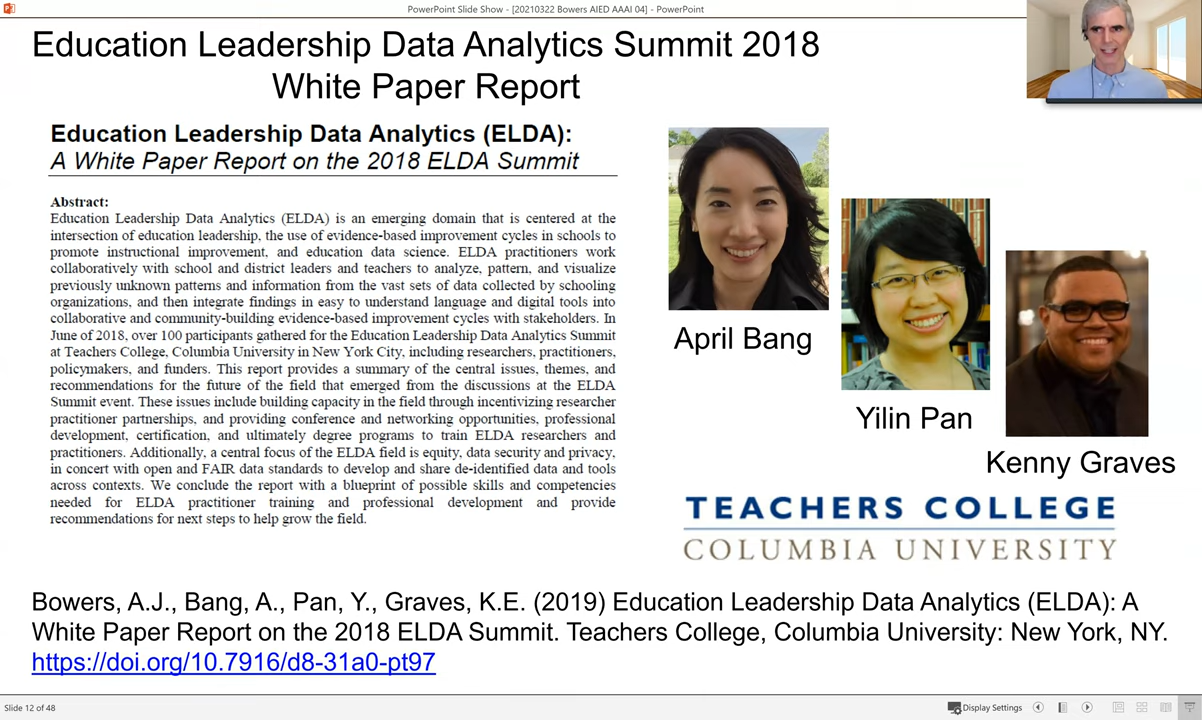 PowerPoint Slide Show - [20210322 Bowers AIED AAAI 04] - PowerPoint
Education Leadership Data Analytics Summit 2018
White Paper Report
Education Leadership Data Analytics (ELDA):
A White Paper Report on the 2018 ELDA Summit
Abstract:
Education Leadership Data Analytics (ELDA) is an emerging domain that is centered at the
intersection of education leadership, the use of evidence-based improvement cycles in schools to
promote instructional improvement, and education data science. ELDA practitioners work
collaboratively with school and district leaders and teachers to analyze, pattern, and visualize
previously unknown patterns and information from the vast sets of data collected by schooling
organizations, and then integrate findings in easy to understand language and digital tools into
collaborative and community-building evidence-based improvement cycles with stakeholders. In
June of 2018, over 100 participants gathered for the Education Leadership Data Analytics Summit
at Teachers College, Columbia University in New York City, including researchers, practitioners,
policymakers, and funders. This report provides a summary of the central issues, themes, and
recommendations for the future of the field that emerged from the discussions at the ELDA
Summit event. These issues include building capacity in the field through incentivizing researcher
practitioner partnerships, and providing conference and networking opportunities, professional
development, certification, and ultimately degree programs to train ELDA researchers and
practitioners. Additionally, a central focus of the ELDA field is equity, data security and privacy,
in concert with open and FAIR data standards to develop and share de-identified data and tools
across contexts. We conclude the report with a blueprint of possible skills and competencies
needed for ELDA practitioner training and professional development and provide
recommendations for next steps to help grow the field.
April Bang
Yilin Pan
Kenny Graves
TEACHERS COLLEGE
COLUMBIA UNIVERSITY
Bowers, A.J., Bang, A., Pan, Y., Graves, K.E. (2019) Education Leadership Data Analytics (ELDA): A
White Paper Report on the 2018 ELDA Summit. Teachers College, Columbia University: New York, NY.
https://doi.org/10.7916/d8-31a0-pt97
Slide 12 of 48
Display Settings